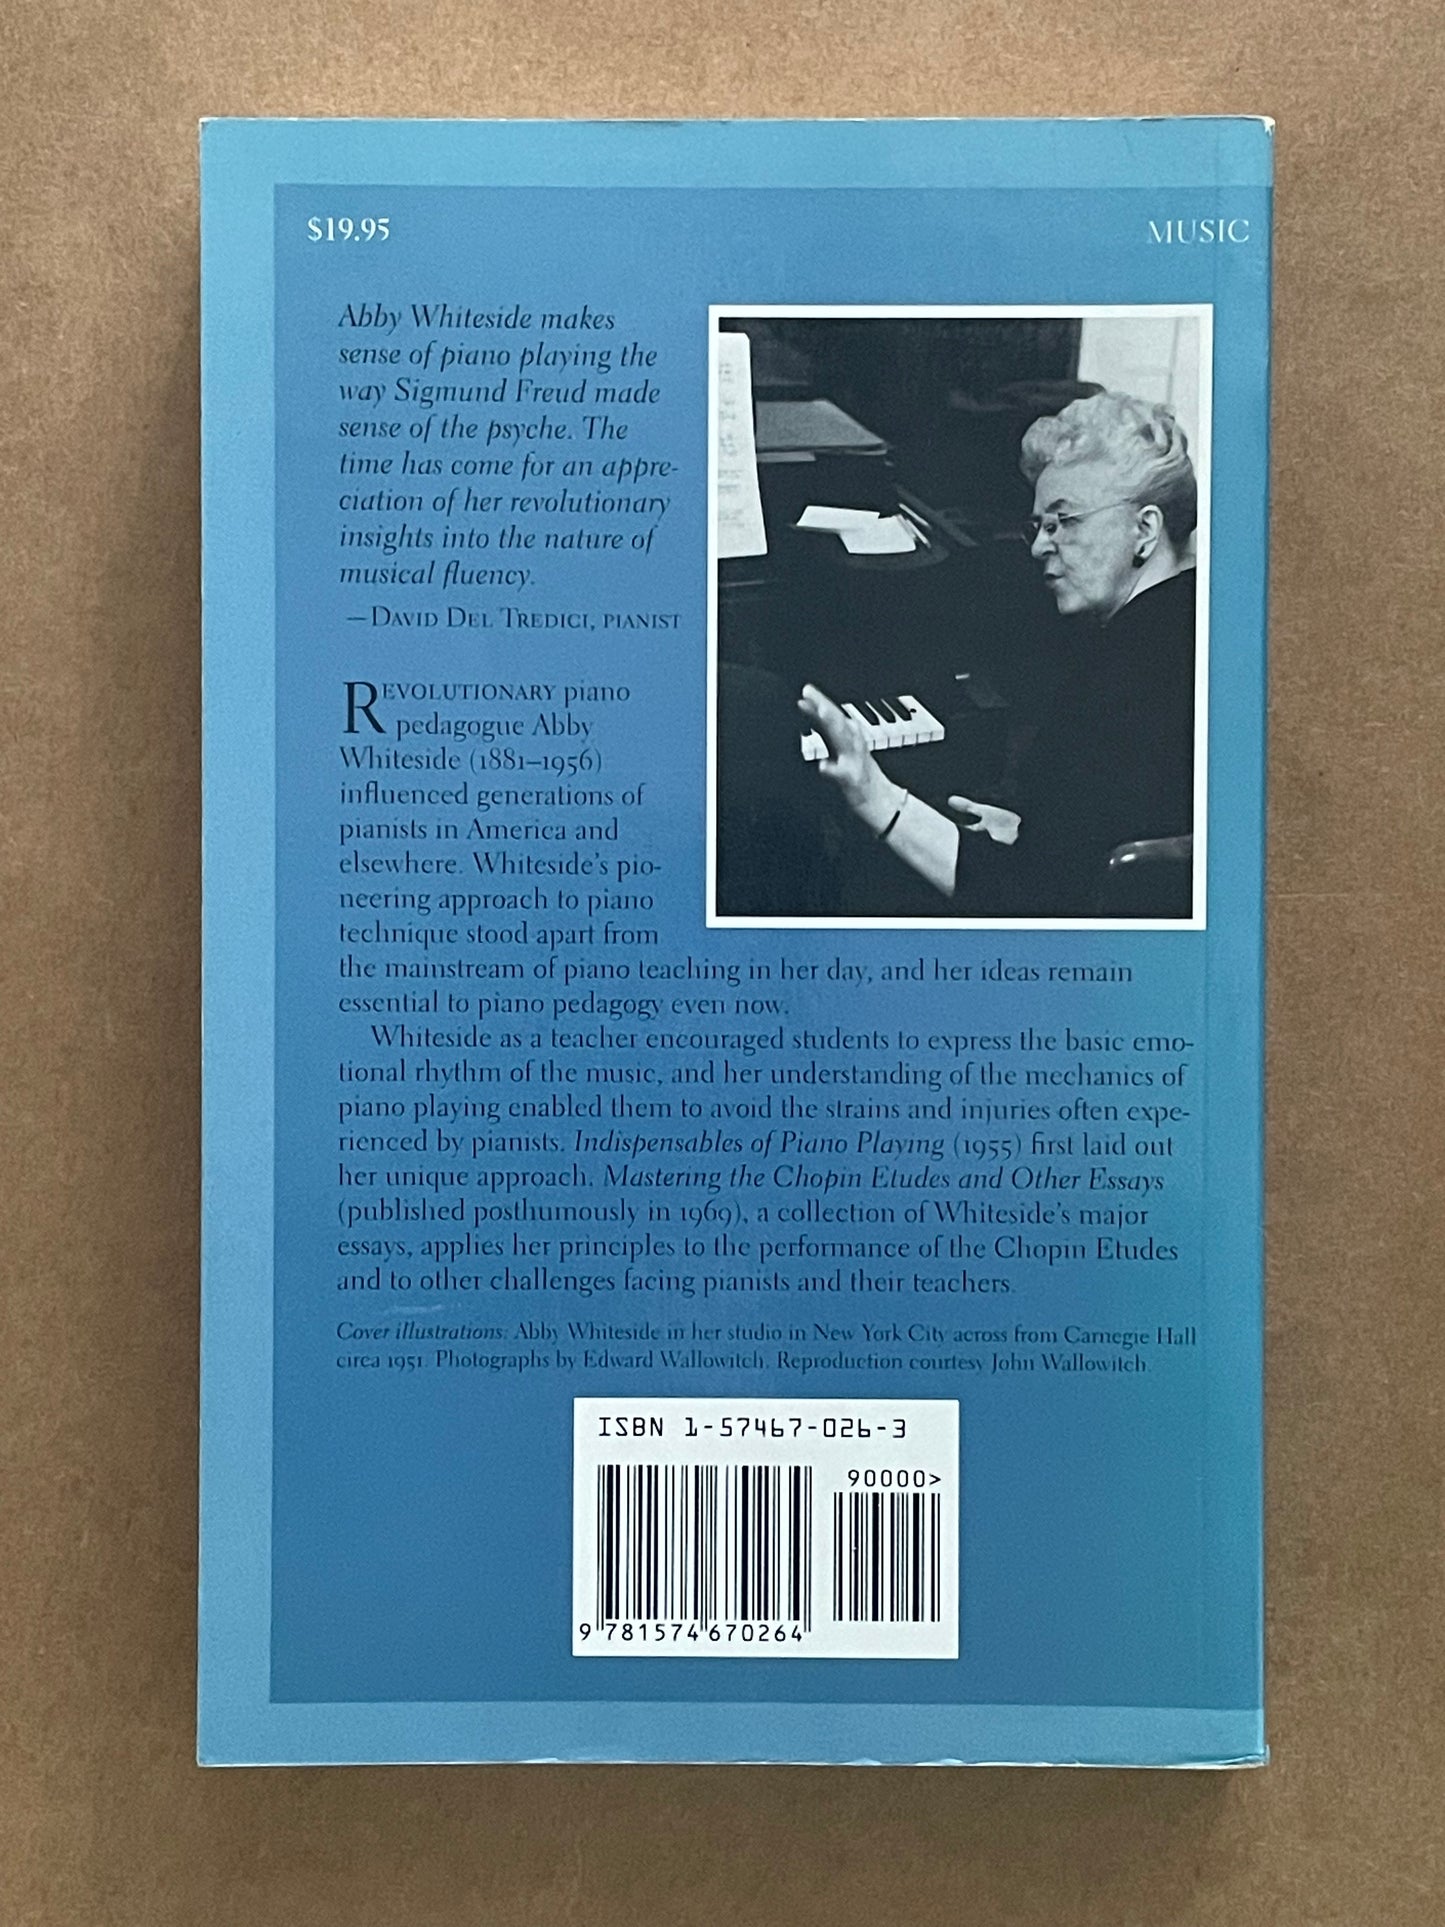 $19.95
MUSIC
Abby Whiteside makes
sense of piano playing the
way Sigmund Freud made
sense of the psyche. The
time has come for an appre-
ciation of her revolutionary
insights into the nature of
musical fluency.
—David Del Tredici, pianist
Revolutionary piano
pedagogue Abby
Whiteside (1881–1956)
influenced generations of
pianists in America and
elsewhere. Whiteside's pio-
neering approach to piano
technique stood apart from
the mainstream of piano teaching in her day, and her ideas remain
essential to piano pedagogy even now.
Whiteside as a teacher encouraged students to express the basic emo-
tional rhythm of the music, and her understanding of the mechanics of
piano playing enabled them to avoid the strains and injuries often expe-
rienced by pianists. Indispensables of Piano Playing (1955) first laid out
her unique approach. Mastering the Chopin Etudes and Other Essays
(published posthumously in 1969), a collection of Whiteside's major
essays, applies her principles to the performance of the Chopin Etudes
and to other challenges facing pianists and their teachers.
Cover illustrations: Abby Whiteside in her studio in New York City across from Carnegie Hall
circa 1951. Photographs by Edward Wallowitch. Reproduction courtesy John Wallowitch.
ISBN 1-57467-026-3
90000>
9 781574 670264